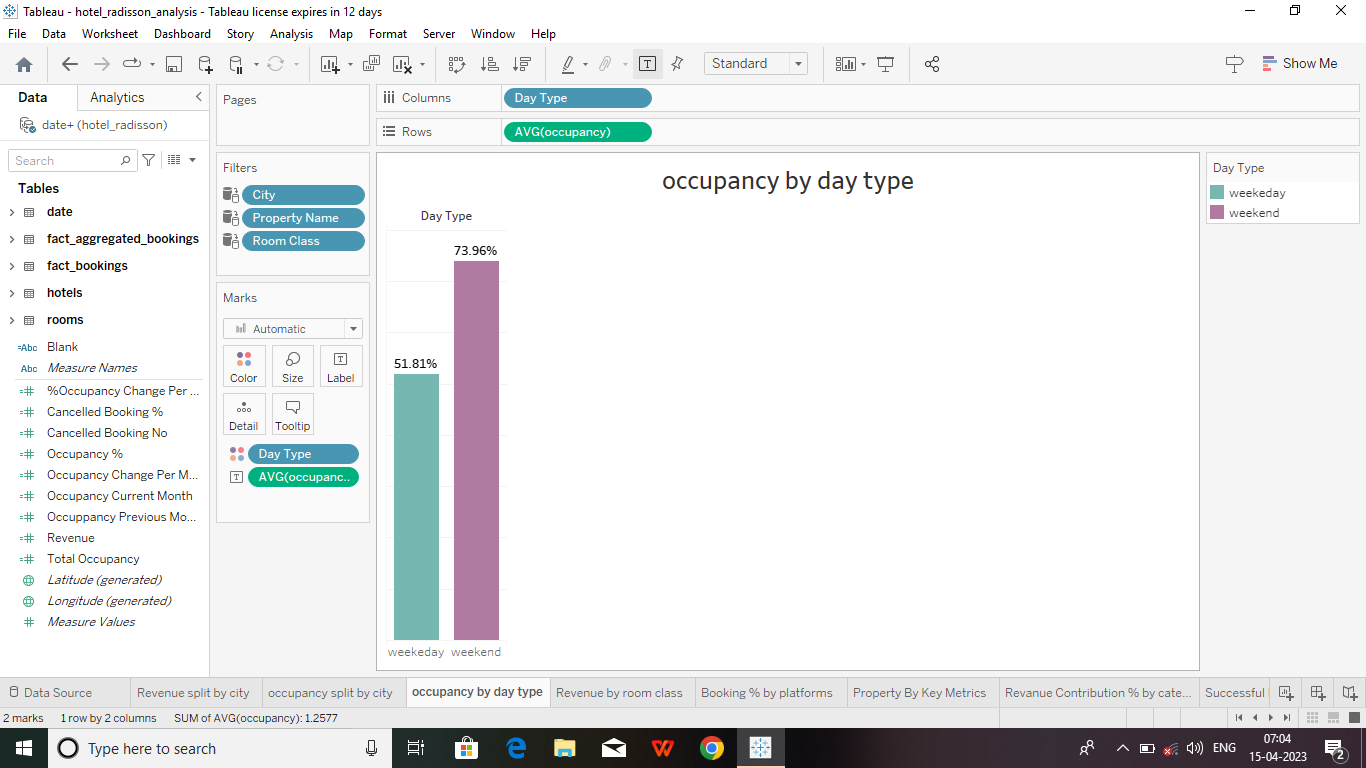 Tableau - hotel_radisson_analysis - Tableau license expires in 12 days
File Data Worksheet Dashboard Story Analysis Map Format Server Window Help
Standard
Show Me
Data
Analytics
date+ (hotel_radisson)
Search
Tables
date
fact_aggregated_bookings
fact_bookings
hotels
rooms
Abc Blank
Abc Measure Names
%Occupancy Change Per ...
Cancelled Booking %
Cancelled Booking No
Occupancy %
Occupancy Change Per M...
Occupancy Current Month
Occuppancy Previous Mo...
Revenue
Total Occupancy
Latitude (generated)
Longitude (generated)
Measure Values
Pages
Filters
City
Property Name
Room Class
Marks
Automatic
Color Size Label
Detail Tooltip
Day Type
AVG(occupanc..
Columns Day Type
Rows AVG(occupancy)
occupancy by day type
Day Type
73.96%
51.81%
weekeday weekend
Day Type
weekeday
weekend
Data Source Revenue split by city occupancy split by city occupancy by day type Revenue by room class Booking % by platforms Property By Key Metrics Revanue Contribution % by cate... Successful
2 marks 1 row by 2 columns SUM of AVG(occupancy): 1.2577
Type here to search
ENG
07:04
15-04-2023
2